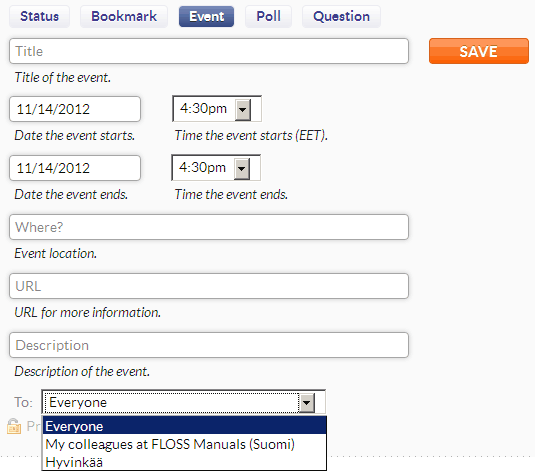 Status Bookmark Event Poll Question
Title SAVE
Title of the event.
11/14/2012 4:30pm
Date the event starts. Time the event starts (EET).
11/14/2012 4:30pm
Date the event ends. Time the event ends.
Where?
Event location.
URL
URL for more information.
Description
Description of the event.
To: Everyone
Everyone
My colleagues at FLOSS Manuals (Suomi)
Hyvinkää